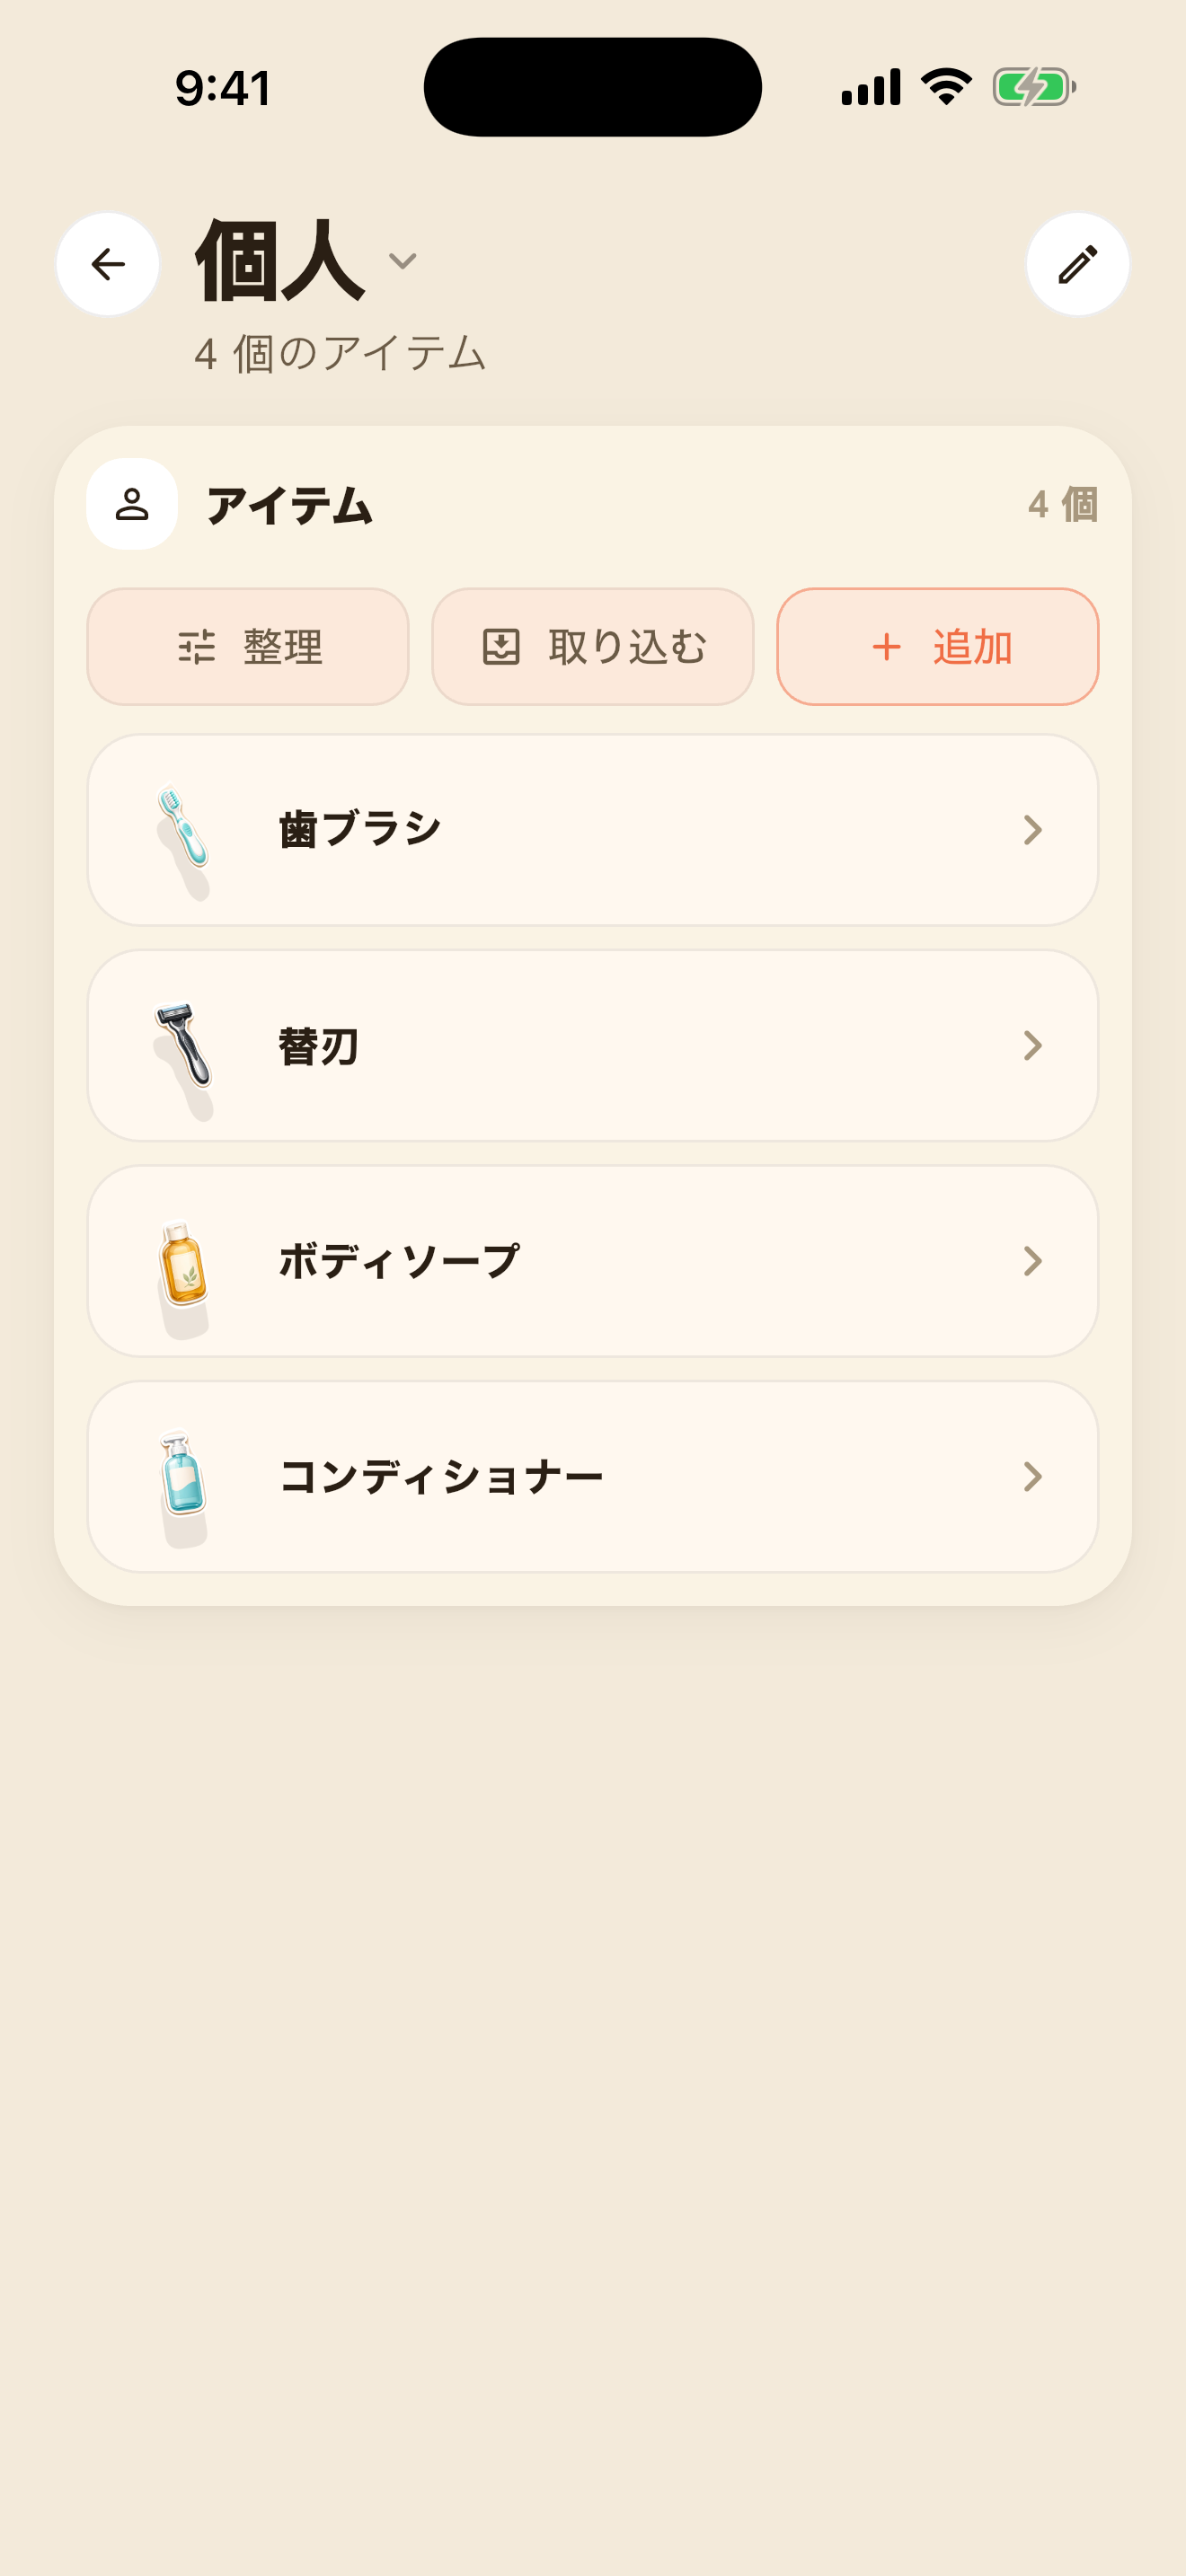 9:41
個人
4 個のアイテム
アイテム
4 個
整理
取り込む
追加
歯ブラシ
替刃
ボディソープ
コンディショナー